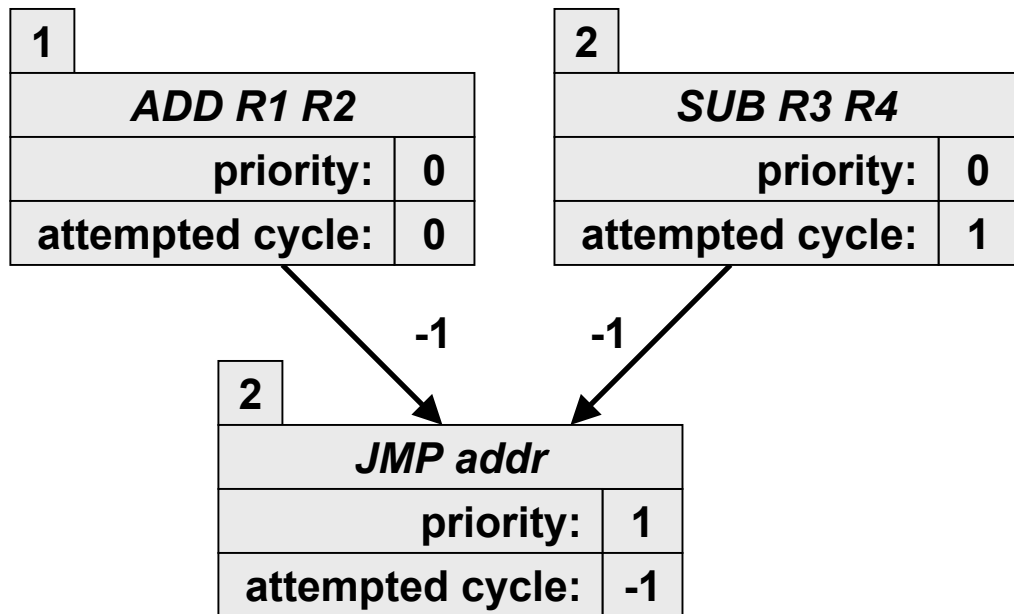 1
ADD R1 R2
priority: 0
attempted cycle: 0
2
SUB R3 R4
priority: 0
attempted cycle: 1
-1
-1
2
JMP addr
priority: 1
attempted cycle: -1